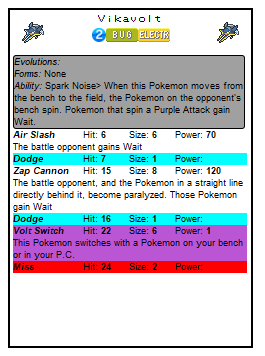 Vikavolt
2 BUG ELECTR
Evolutions:
Forms: None
Ability: Spark Noise> When this Pokemon moves from
the bench to the field, the Pokemon on the opponent's
bench spin. Pokemon that spin a Purple Attack gain
Wait.
Air Slash Hit: 6 Size: 6 Power: 70
The battle opponent gains Wait
Dodge Hit: 7 Size: 1 Power:
Zap Cannon Hit: 15 Size: 8 Power: 120
The battle opponent, and the Pokemon in a straight line
directly behind it, become paralyzed. Those Pokemon
gain Wait
Dodge Hit: 16 Size: 1 Power:
Volt Switch Hit: 22 Size: 6 Power: 1
This Pokemon switches with a Pokemon on your bench
or in your P.C.
Miss Hit: 24 Size: 2 Power: